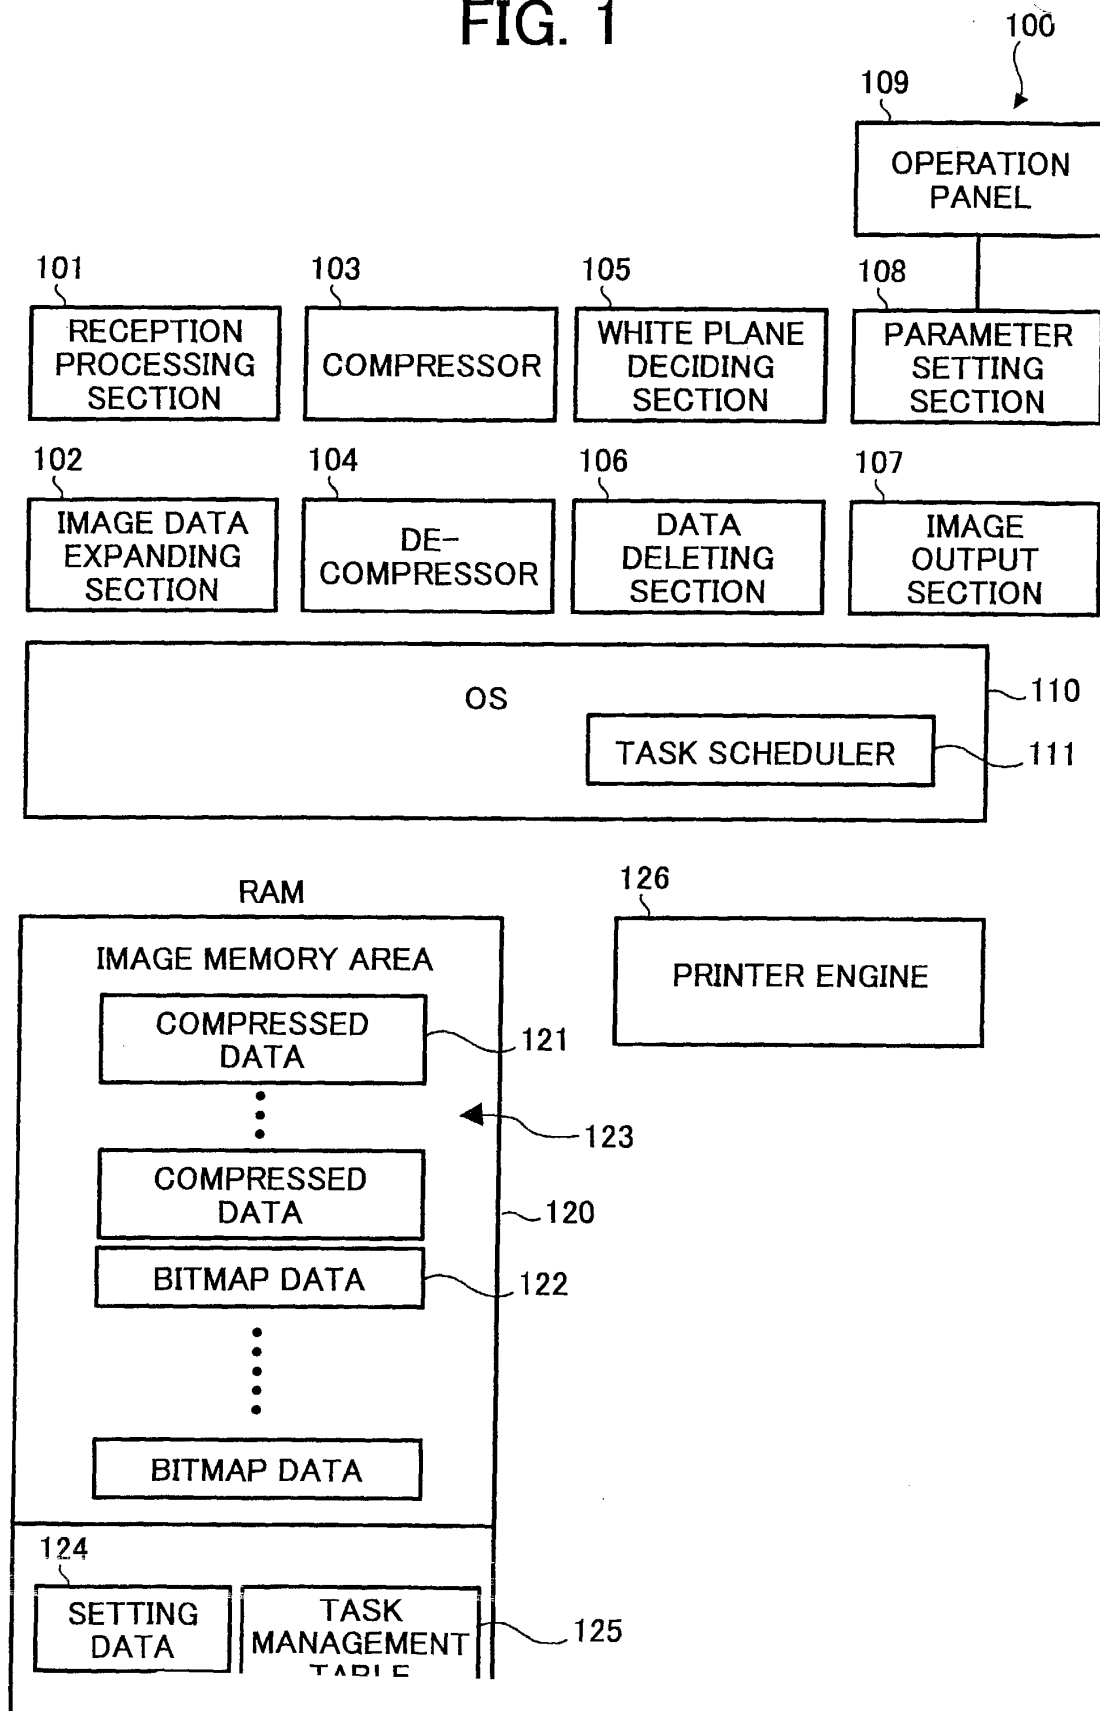 FIG. 1
100
109
OPERATION
PANEL
101
103
105
108
RECEPTION
PROCESSING
SECTION
COMPRESSOR
WHITE PLANE
DECIDING
SECTION
PARAMETER
SETTING
SECTION
102
104
106
107
IMAGE DATA
EXPANDING
SECTION
DE-
COMPRESSOR
DATA
DELETING
SECTION
IMAGE
OUTPUT
SECTION
OS
110
TASK SCHEDULER
111
RAM
126
IMAGE MEMORY AREA
PRINTER ENGINE
COMPRESSED
DATA
121
123
COMPRESSED
DATA
120
BITMAP DATA
122
BITMAP DATA
124
SETTING
DATA
TASK
MANAGEMENT
TABLE
125